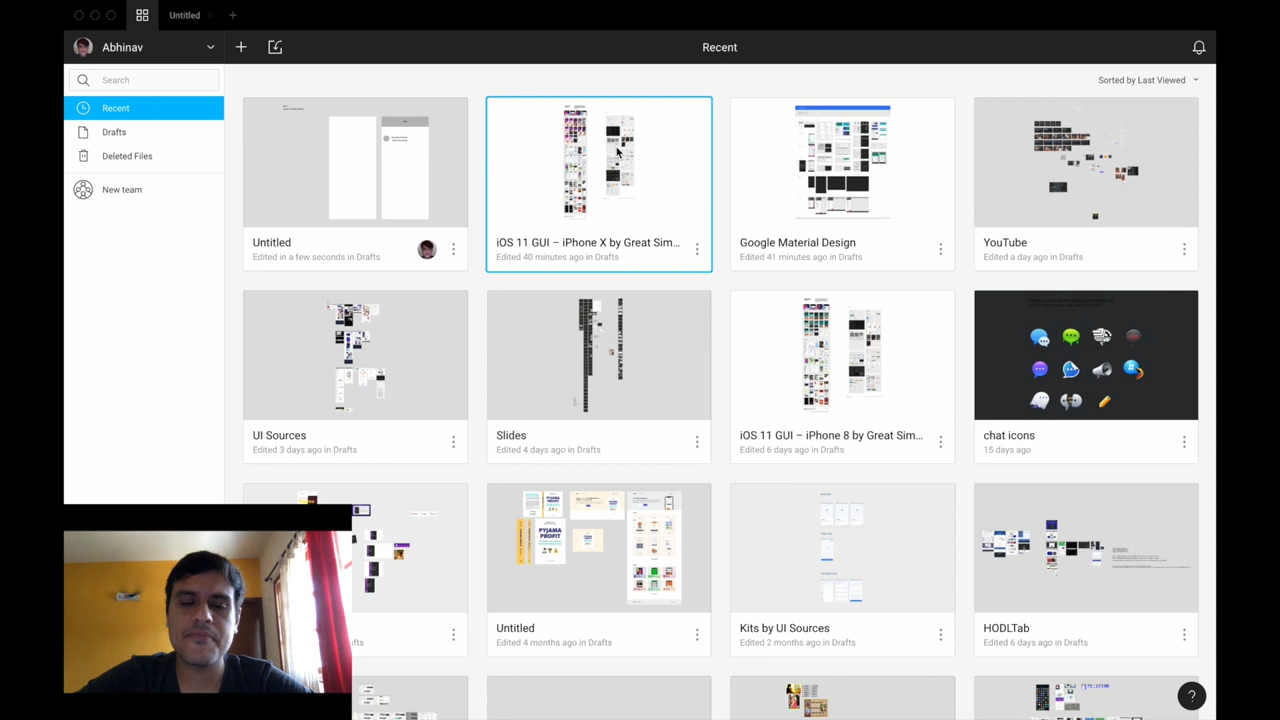 Untitled
Abhinav
Recent
Search
Sorted by Last Viewed
Recent
Drafts
Deleted Files
New team
Untitled
Edited in a few seconds in Drafts
iOS 11 GUI – iPhone X by Great Sim...
Edited 40 minutes ago in Drafts
Google Material Design
Edited 41 minutes ago in Drafts
YouTube
Edited a day ago in Drafts
UI Sources
Edited 3 days ago in Drafts
Slides
Edited 4 days ago in Drafts
iOS 11 GUI – iPhone 8 by Great Sim...
Edited 6 days ago in Drafts
chat icons
15 days ago
PYJAMA
PROFIT
PYJAMA
PROFIT
Untitled
Edited 4 months ago in Drafts
Kits by UI Sources
Edited 2 months ago in Drafts
HODLTab
Edited 6 days ago in Drafts
?